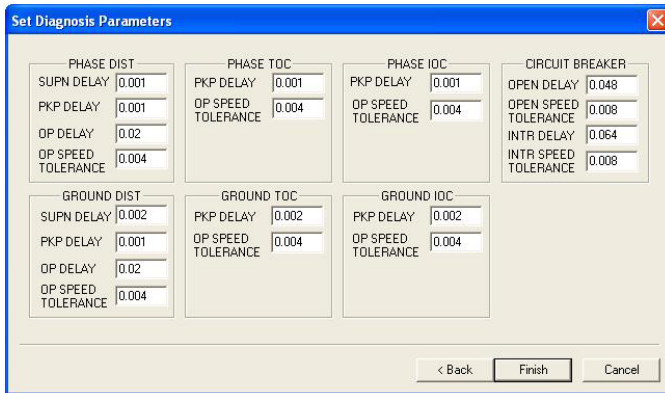 Set Diagnosis Parameters
PHASE DIST
SUPN DELAY 0.001
PKP DELAY 0.001
OP DELAY 0.02
OP SPEED
TOLERANCE 0.004
PHASE TOC
PKP DELAY 0.001
OP SPEED
TOLERANCE 0.004
PHASE IOC
PKP DELAY 0.001
OP SPEED
TOLERANCE 0.004
CIRCUIT BREAKER
OPEN DELAY 0.048
OPEN SPEED
TOLERANCE 0.008
INTR DELAY 0.064
INTR SPEED
TOLERANCE 0.008
GROUND DIST
SUPN DELAY 0.002
PKP DELAY 0.001
OP DELAY 0.02
OP SPEED
TOLERANCE 0.004
GROUND TOC
PKP DELAY 0.002
OP SPEED
TOLERANCE 0.004
GROUND IOC
PKP DELAY 0.002
OP SPEED
TOLERANCE 0.004
< Back Finish Cancel